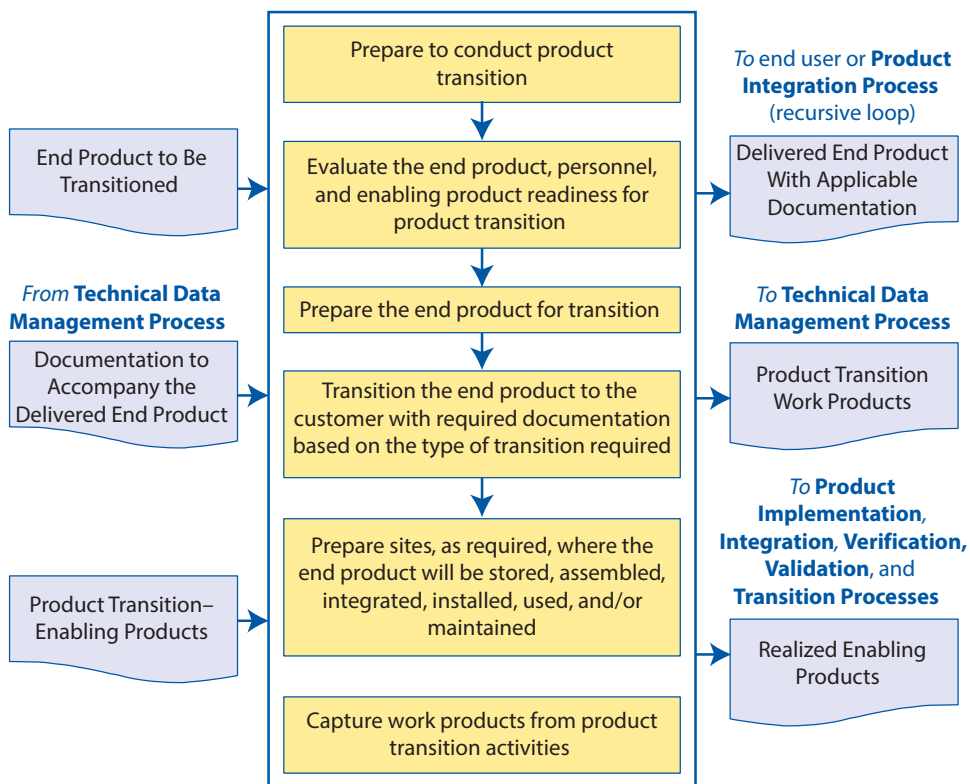 End Product to Be
Transitioned
From Technical Data
Management Process
Documentation to
Accompany the
Delivered End Product
Product Transition–
Enabling Products
Prepare to conduct product
transition
Evaluate the end product, personnel,
and enabling product readiness for
product transition
Prepare the end product for transition
Transition the end product to the
customer with required documentation
based on the type of transition required
Prepare sites, as required, where the
end product will be stored, assembled,
integrated, installed, used, and/or
maintained
Capture work products from product
transition activities
To end user or Product
Integration Process
(recursive loop)
Delivered End Product
With Applicable
Documentation
To Technical Data
Management Process
Product Transition
Work Products
To Product
Implementation,
Integration, Verification,
Validation, and
Transition Processes
Realized Enabling
Products